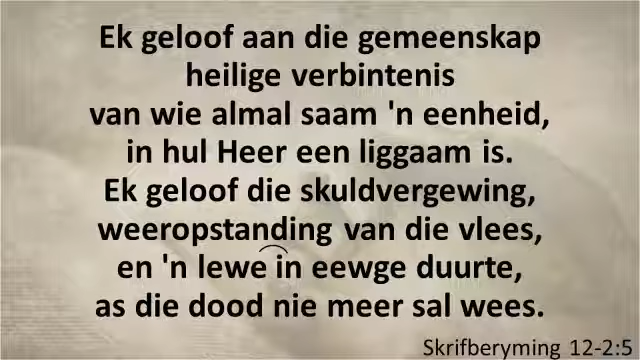 Ek geloof aan die gemeenskap
heilige verbintenis
van wie almal saam 'n eenheid,
in hul Heer een liggaam is.
Ek geloof die skuldvergewing,
weeropstanding van die vlees,
en 'n lewe in eewge duurte,
as die dood nie meer sal wees.
Skrifberyming 12-2:5